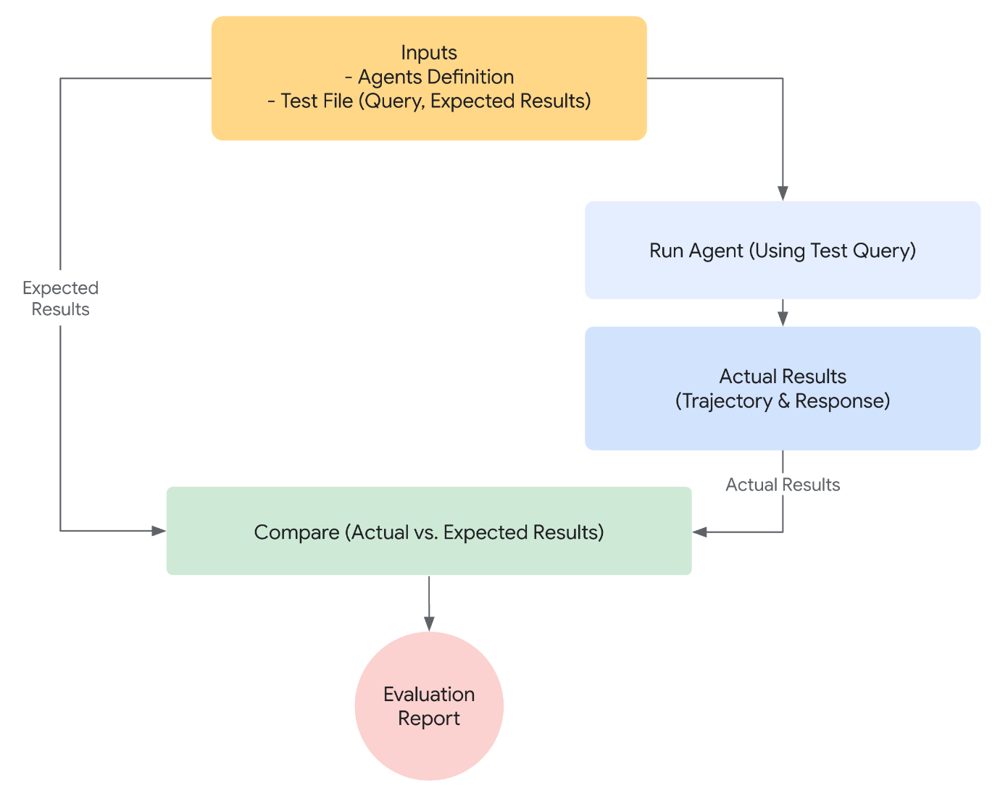 Inputs
- Agents Definition
- Test File (Query, Expected Results)
Run Agent (Using Test Query)
Expected
Results
Actual Results
(Trajectory & Response)
Actual Results
Compare (Actual vs. Expected Results)
Evaluation
Report